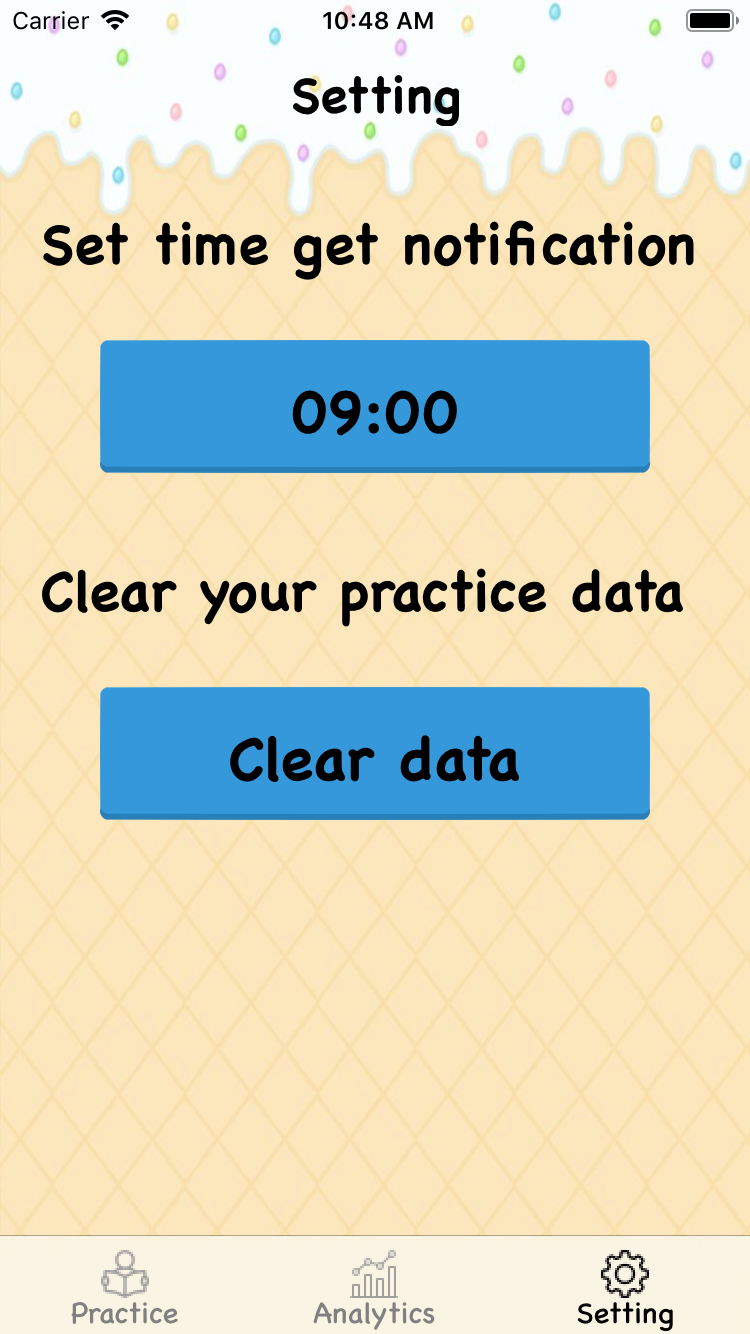 Carrier 10:48 AM
Setting
Set time get notification
09:00
Clear your practice data
Clear data
Practice Analytics Setting